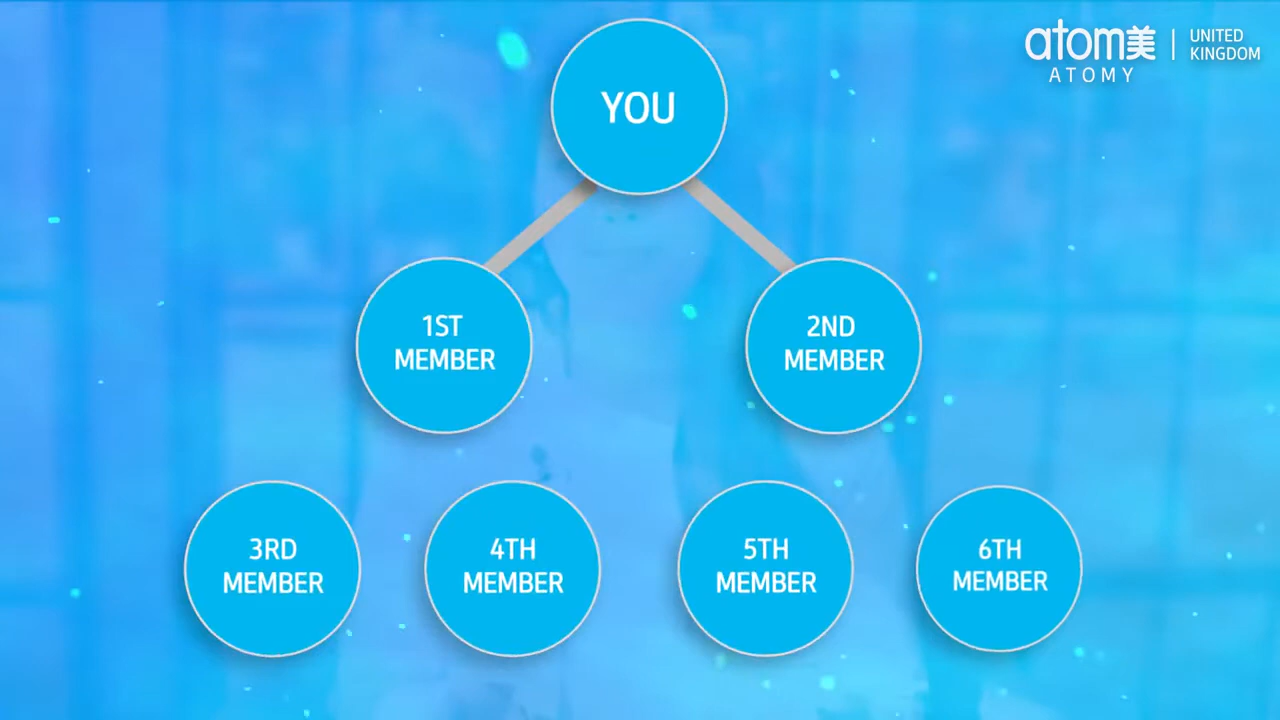 YOU
atom美
ATOMY
UNITED
KINGDOM
1ST
MEMBER
2ND
MEMBER
3RD
MEMBER
4TH
MEMBER
5TH
MEMBER
6TH
MEMBER